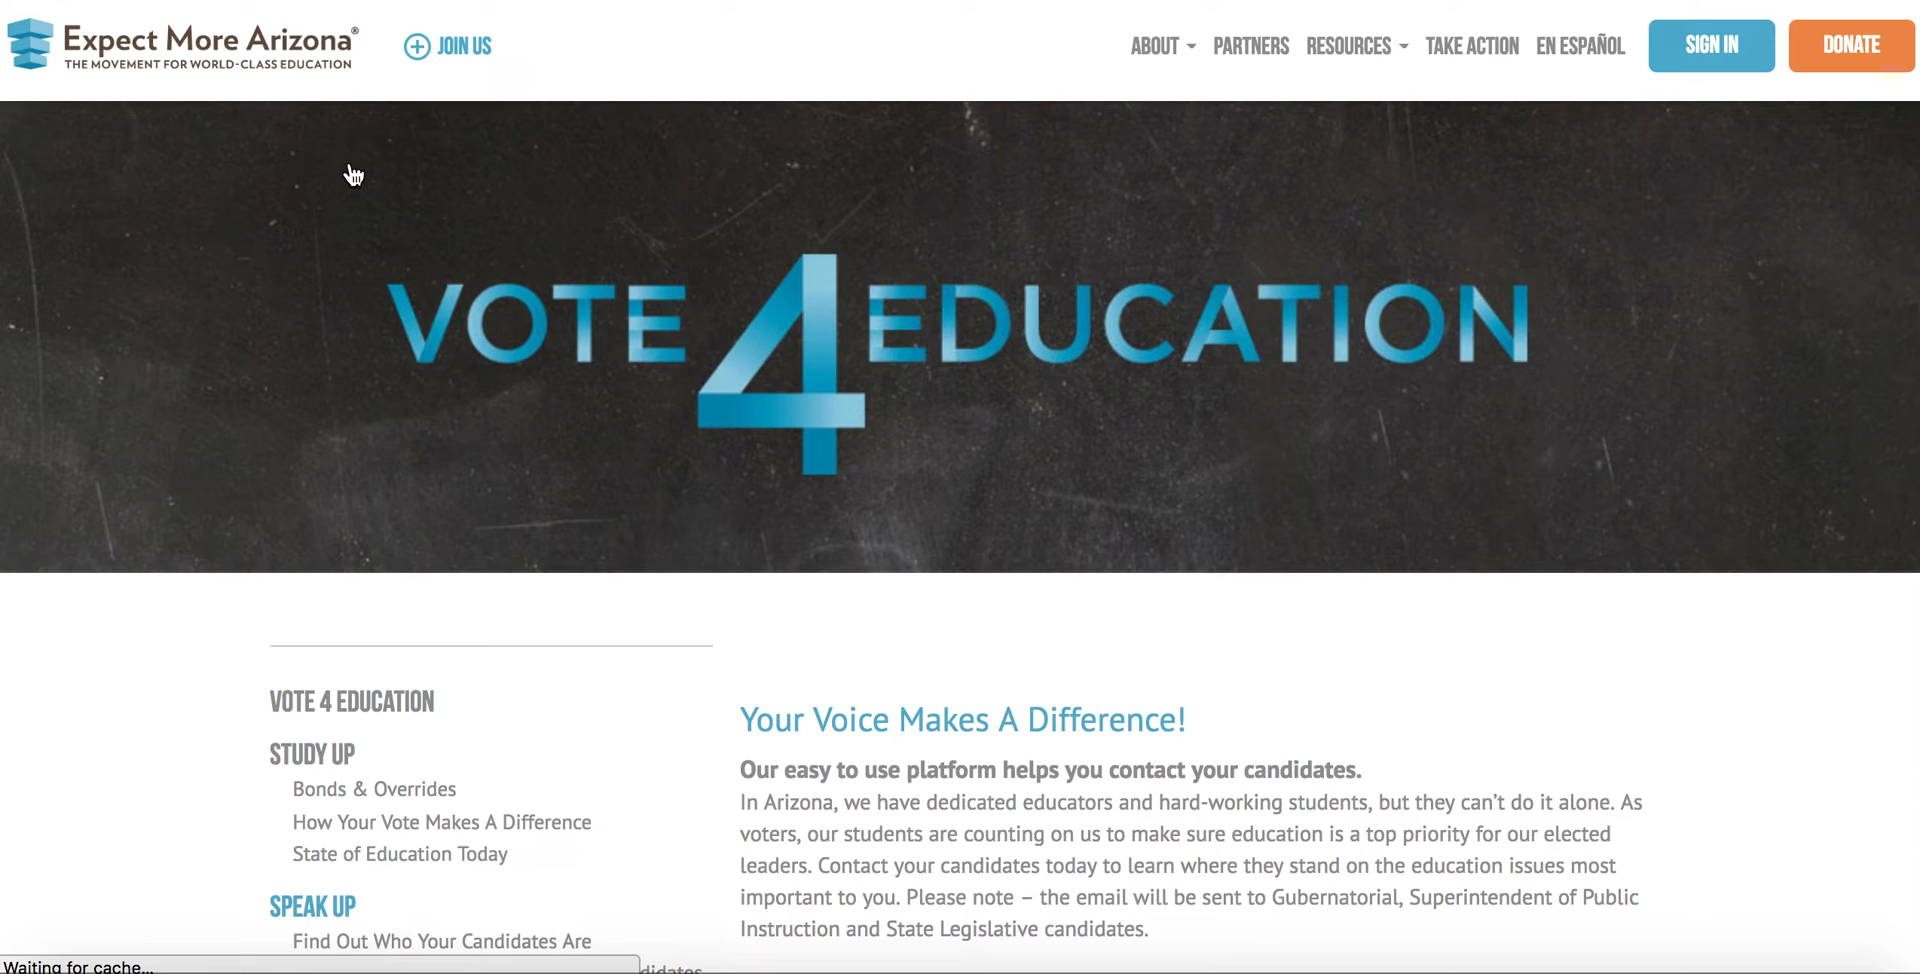 Expect More Arizona®
THE MOVEMENT FOR WORLD-CLASS EDUCATION
JOIN US
ABOUT
PARTNERS
RESOURCES
TAKE ACTION
EN ESPAÑOL
SIGN IN
DONATE
VOTE 4 EDUCATION
VOTE 4 EDUCATION
STUDY UP
Bonds & Overrides
How Your Vote Makes A Difference
State of Education Today
SPEAK UP
Find Out Who Your Candidates Are
Your Voice Makes A Difference!
Our easy to use platform helps you contact your candidates.
In Arizona, we have dedicated educators and hard-working students, but they can’t do it alone. As
voters, our students are counting on us to make sure education is a top priority for our elected
leaders. Contact your candidates today to learn where they stand on the education issues most
important to you. Please note – the email will be sent to Gubernatorial, Superintendent of Public
Instruction and State Legislative candidates.
Waiting for cache...